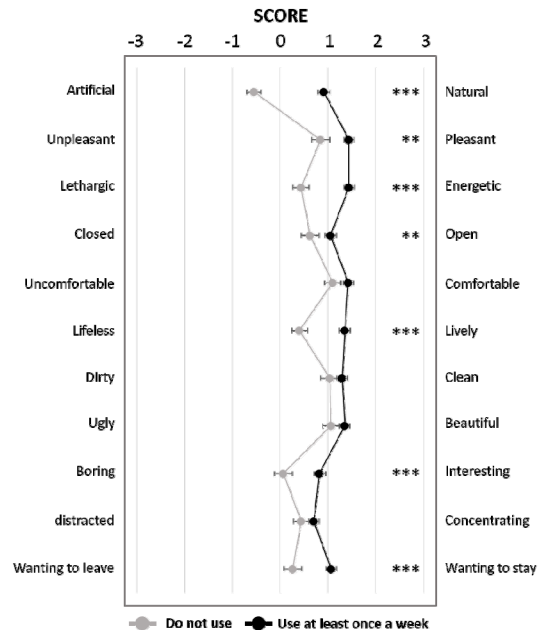 SCORE
-3 -2 -1 0 1 2 3
Artificial *** Natural
Unpleasant ** Pleasant
Lethargic *** Energetic
Closed ** Open
Uncomfortable Comfortable
Lifeless *** Lively
Dirty Clean
Ugly Beautiful
Boring *** Interesting
distracted Concentrating
Wanting to leave *** Wanting to stay
Do not use Use at least once a week